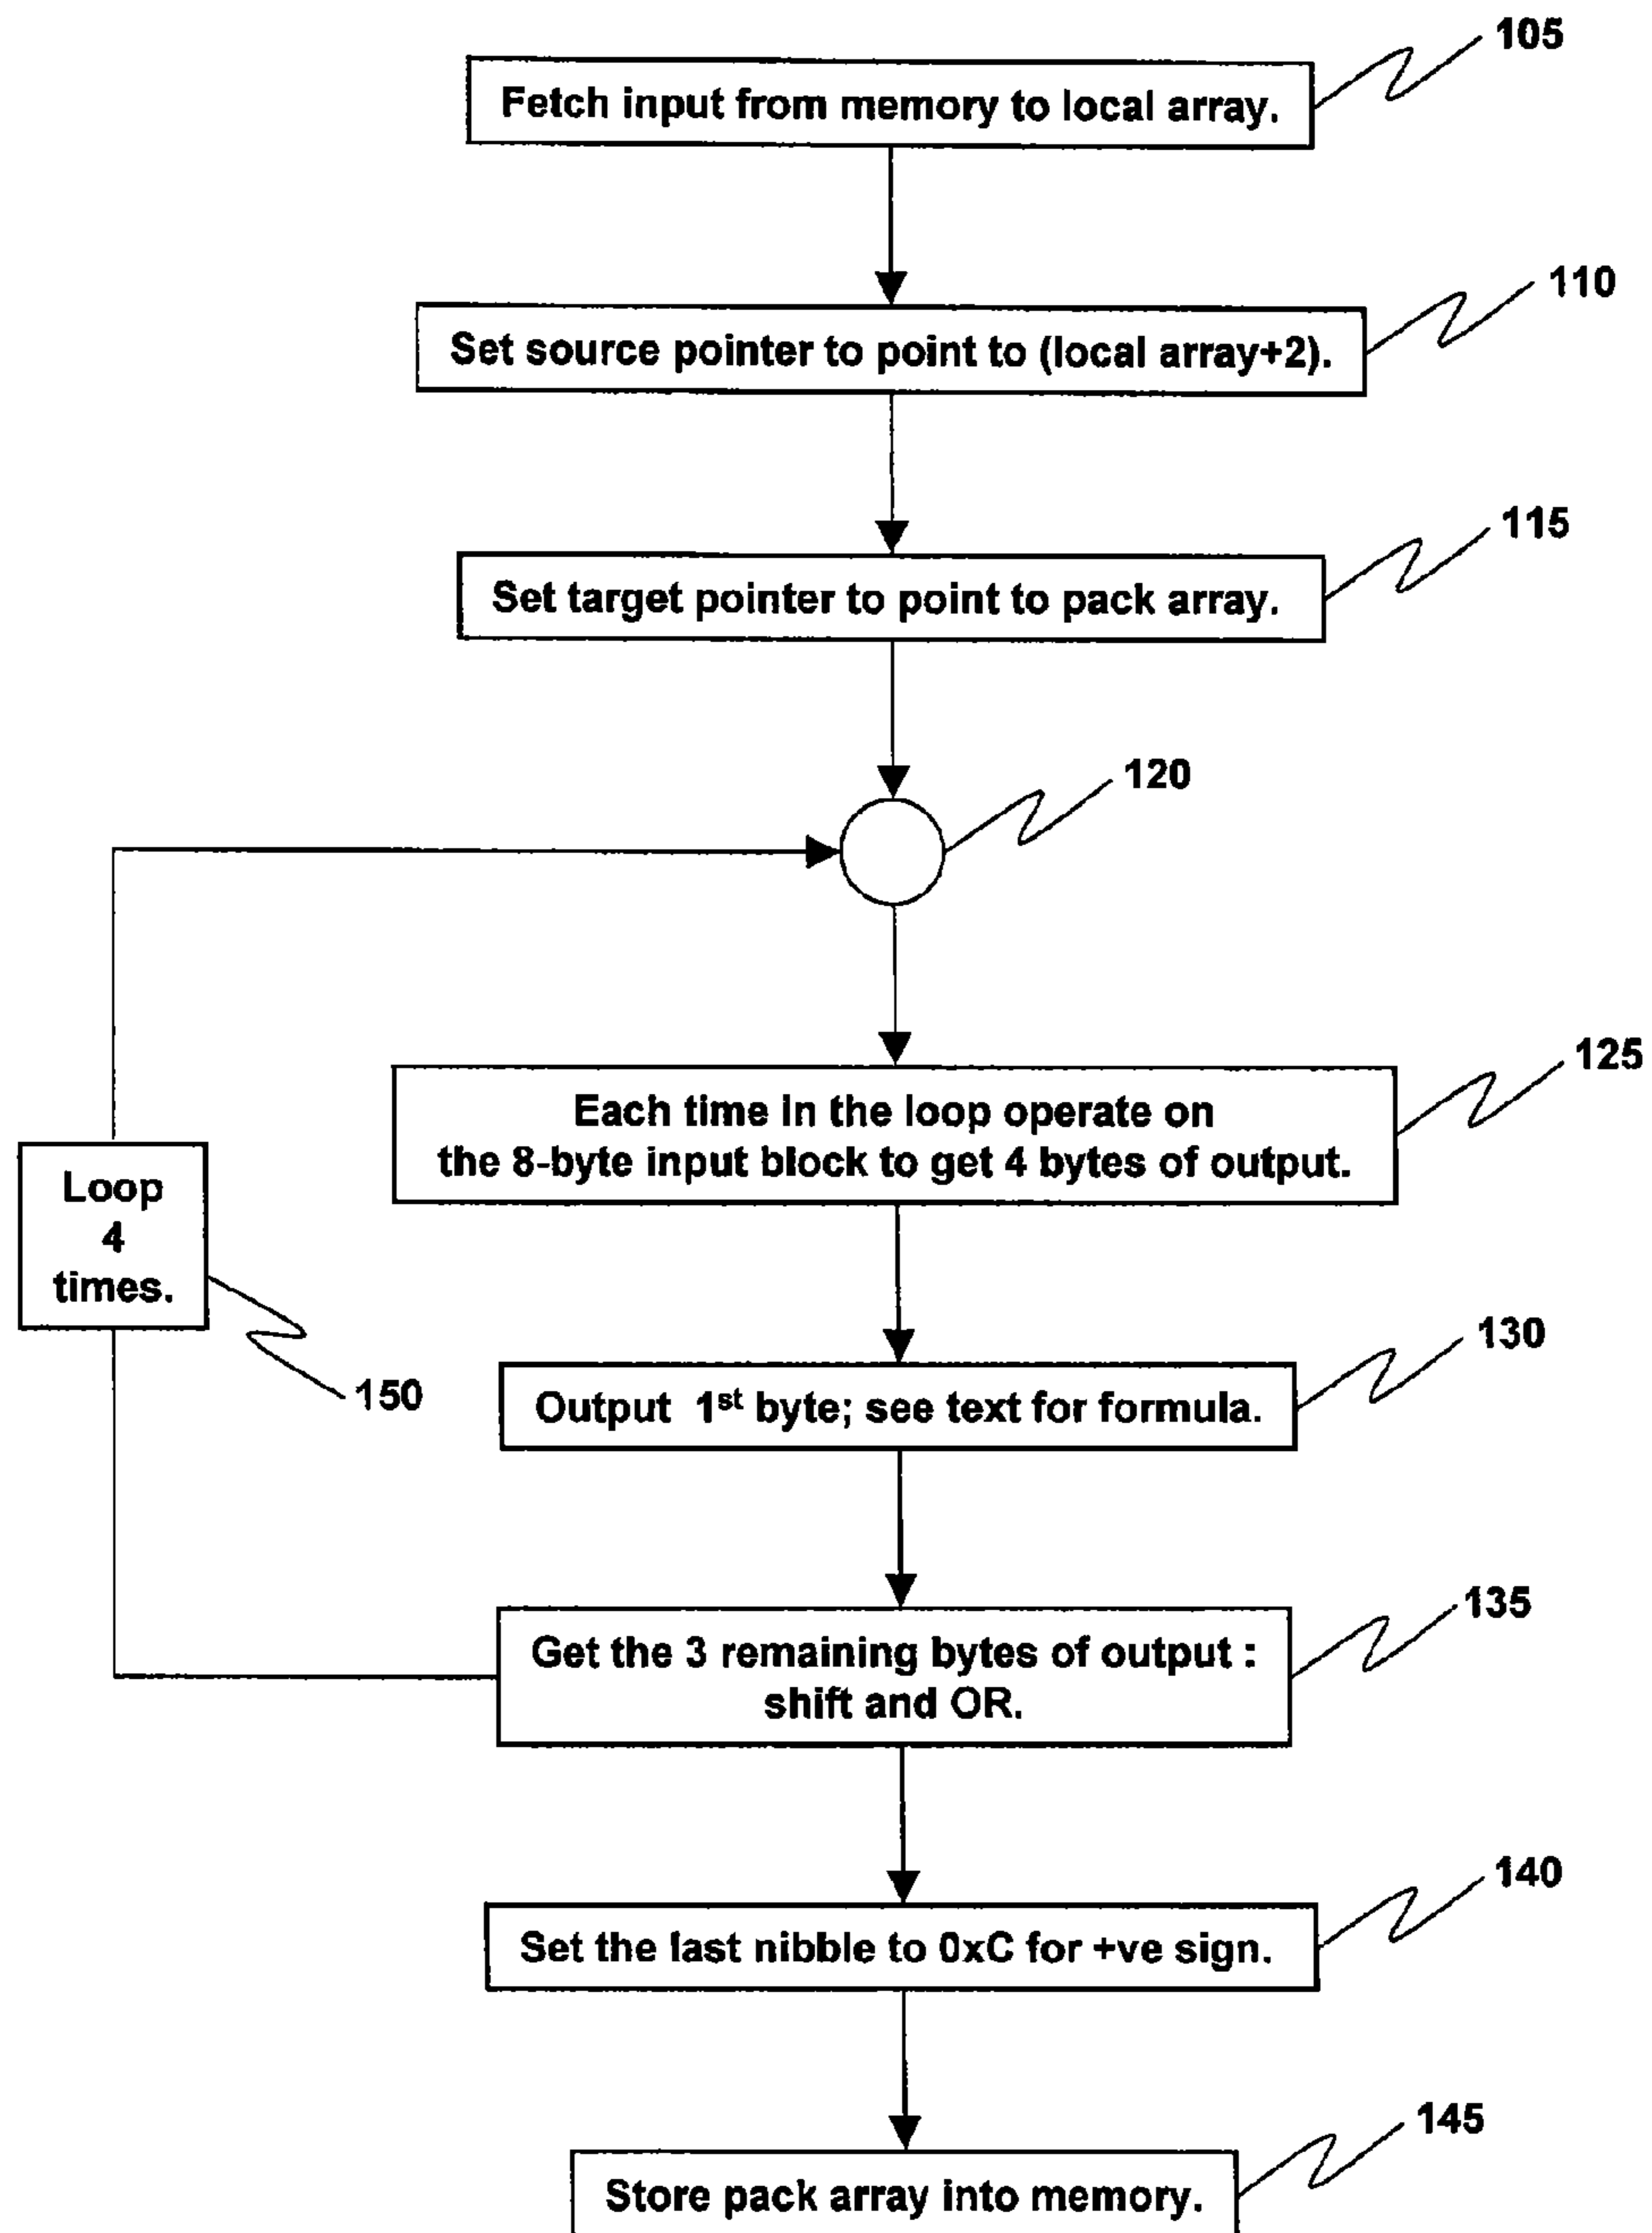 105
Fetch input from memory to local array.
110
Set source pointer to point to (local array+2).
115
Set target pointer to point to pack array.
120
125
Each time in the loop operate on
the 8-byte input block to get 4 bytes of output.
Loop
4
times.
150
130
Output 1st byte; see text for formula.
135
Get the 3 remaining bytes of output :
shift and OR.
140
Set the last nibble to 0xC for +ve sign.
145
Store pack array into memory.